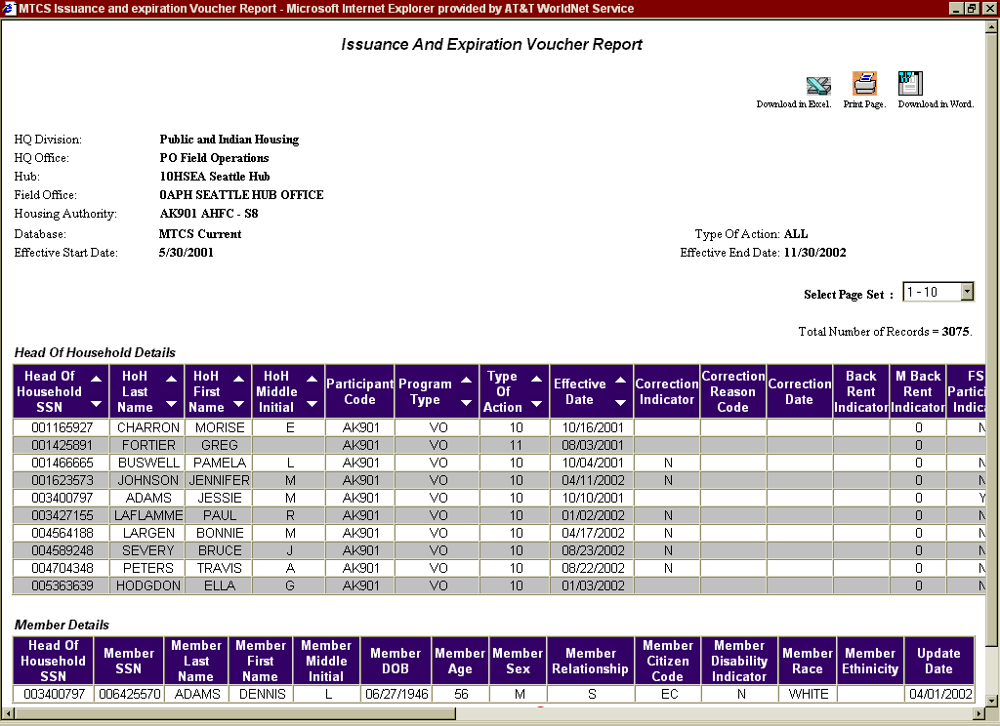 MTCS Issuance and expiration Voucher Report - Microsoft Internet Explorer provided by AT&T WorldNet Service
Issuance And Expiration Voucher Report
Download in Excel. Print Page. Download in Word.
HQ Division: Public and Indian Housing
HQ Office: PO Field Operations
Hub: 10HSEA Seattle Hub
Field Office: 0APH SEATTLE HUB OFFICE
Housing Authority: AK901 AHFC - S8
Database: MTCS Current Type Of Action: ALL
Effective Start Date: 5/30/2001 Effective End Date: 11/30/2002
Select Page Set : 1 - 10
Total Number of Records = 3075.
Head Of Household Details
Head Of Household SSN HoH Last Name HoH First Name HoH Middle Initial Participant Code Program Type Type Of Action Effective Date Correction Indicator Correction Reason Code Correction Date Back Rent Indicator M Back Rent Indicator FS Partici Indic
001165927 CHARRON MORISE E AK901 VO 10 10/16/2001 0 N
001425891 FORTIER GREG AK901 VO 11 08/03/2001 0
001466665 BUSWELL PAMELA L AK901 VO 10 10/04/2001 N 0 N
001623573 JOHNSON JENNIFER M AK901 VO 10 04/11/2002 N 0 N
003400797 ADAMS JESSIE M AK901 VO 10 10/10/2001 0 Y
003427155 LAFLAMME PAUL R AK901 VO 10 01/02/2002 N 0 N
004564188 LARGEN BONNIE M AK901 VO 10 04/17/2002 N 0 N
004589248 SEVERY BRUCE J AK901 VO 10 08/23/2002 N 0 N
004704348 PETERS TRAVIS A AK901 VO 10 08/22/2002 N 0 N
005363639 HODGDON ELLA G AK901 VO 10 01/03/2002 0 N
Member Details
Head Of Household SSN Member SSN Member Last Name Member First Name Member Middle Initial Member DOB Member Age Member Sex Member Relationship Member Citizen Code Member Disability Indicator Member Race Member Ethinicity Update Date
003400797 006425570 ADAMS DENNIS L 06/27/1946 56 M S EC N WHITE 04/01/2002